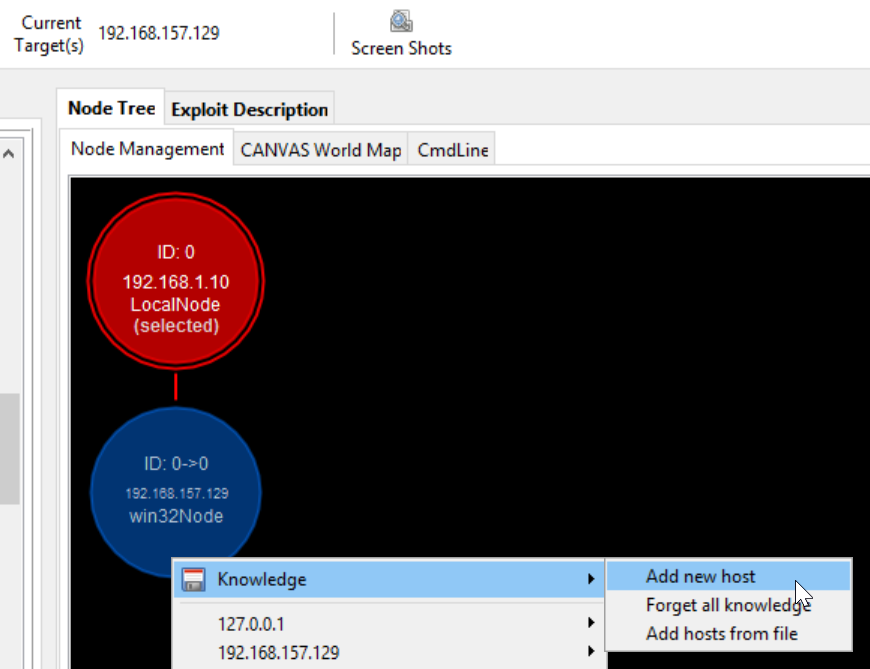 Current
Target(s)
192.168.157.129
Screen Shots
Node Tree
Exploit Description
Node Management
CANVAS World Map
CmdLine
ID: 0
192.168.1.10
LocalNode
(selected)
ID: 0->0
192.168.157.129
win32Node
Knowledge
Add new host
Forget all knowledge
Add hosts from file
127.0.0.1
192.168.157.129